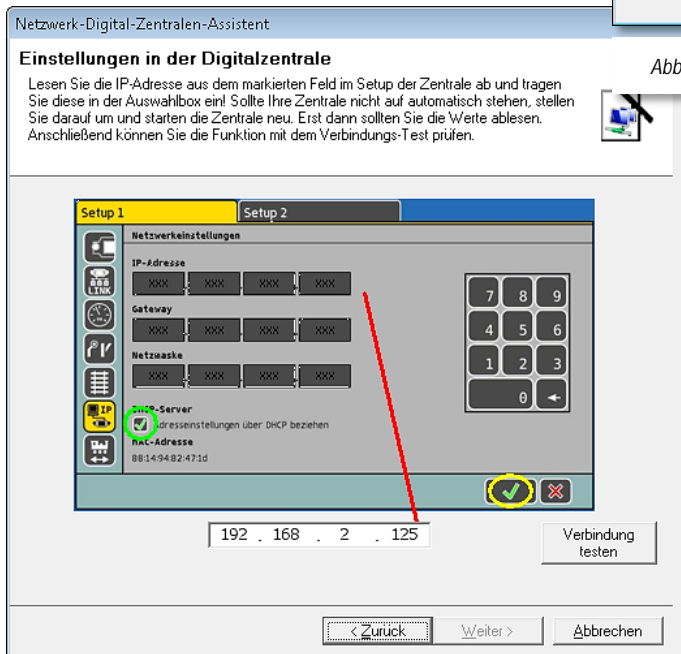 Netzwerk-Digital-Zentralen-Assistent
Abb
Einstellungen in der Digitalzentrale
Lesen Sie die IP-Adresse aus dem markierten Feld im Setup der Zentrale ab und tragen
Sie diese in der Auswahlbox ein! Sollte Ihre Zentrale nicht auf automatisch stehen, stellen
Sie darauf um und starten die Zentrale neu. Erst dann sollten Sie die Werte ablesen.
Anschließend können Sie die Funktion mit dem Verbindungs-Test prüfen.
Setup 1 Setup 2
Netzwerkeinstellungen
IP-Adresse
XXX . XXX . XXX . XXX
Gateway
XXX . XXX . XXX . XXX
Netzmaske
XXX . XXX . XXX . XXX
DHCP-Server
Adresseinstellungen über DHCP beziehen
MAC-Adresse
88:14:94:82:47:1d
LINK
IP
7 8 9
4 5 6
1 2 3
0
192 . 168 . 2 . 125
Verbindung
testen
< Zurück Weiter > Abbrechen